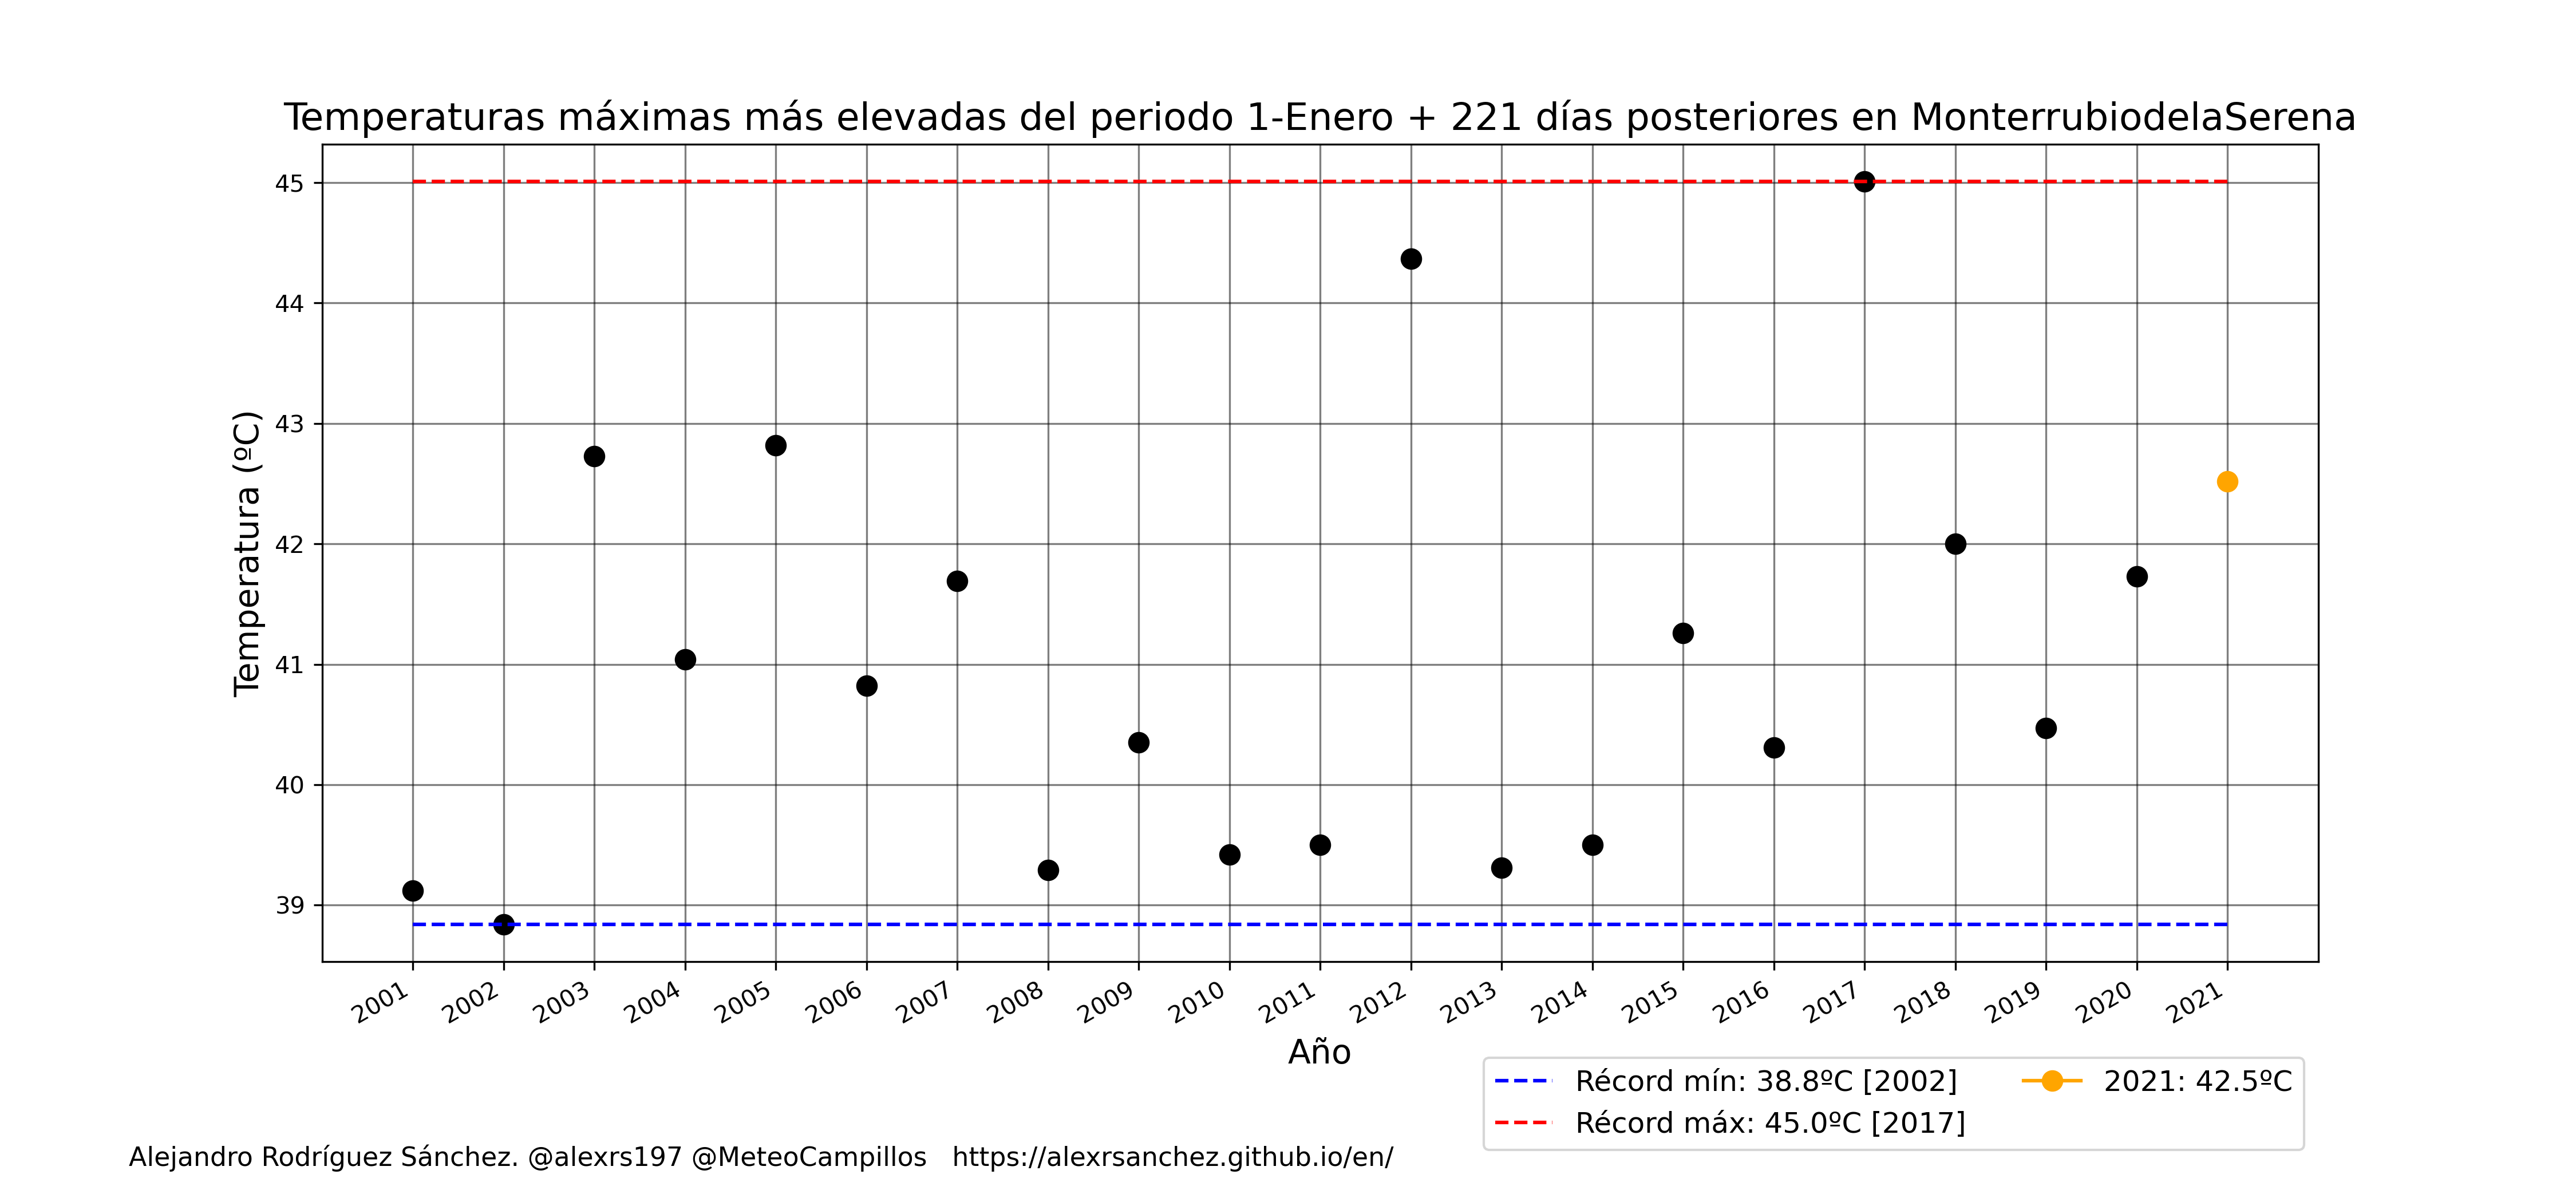 Temperaturas máximas más elevadas del periodo 1-Enero + 221 días posteriores en MonterrubiodelaSerena
Temperatura (ºC)
45
44
43
42
41
40
39
2001 2002 2003 2004 2005 2006 2007 2008 2009 2010 2011 2012 2013 2014 2015 2016 2017 2018 2019 2020 2021
Año
Récord mín: 38.8ºC [2002]
Récord máx: 45.0ºC [2017]
2021: 42.5ºC
Alejandro Rodríguez Sánchez. @alexrs197 @MeteoCampillos https://alexrsanchez.github.io/en/